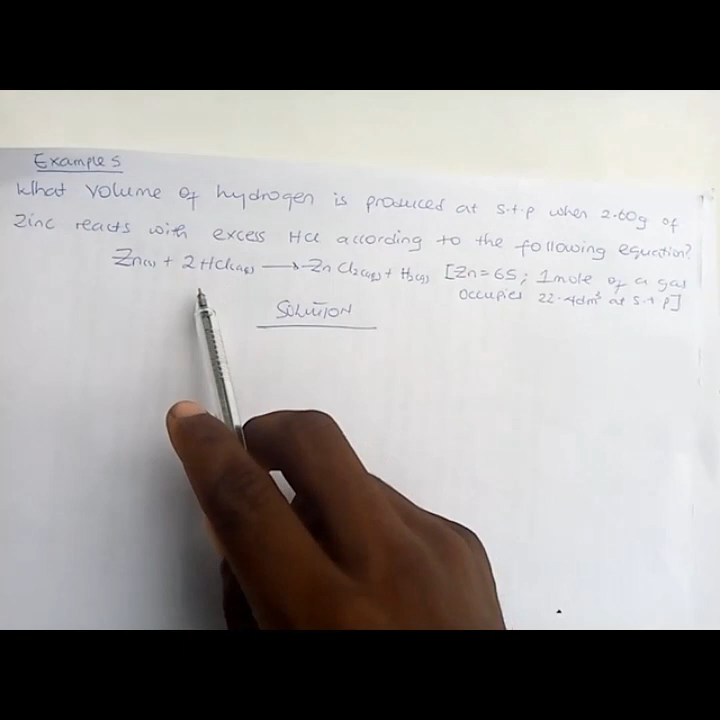 Example 5
What volume of hydrogen is produced at s.t.p when 2.60g of
Zinc reacts with excess HCl according to the following equation?
Zn(s) + 2HCl(aq) → ZnCl2(aq) + H2(g) [Zn = 65; 1mole of a gas
occupies 22.4dm³ at s.t.p]
SOLUTION